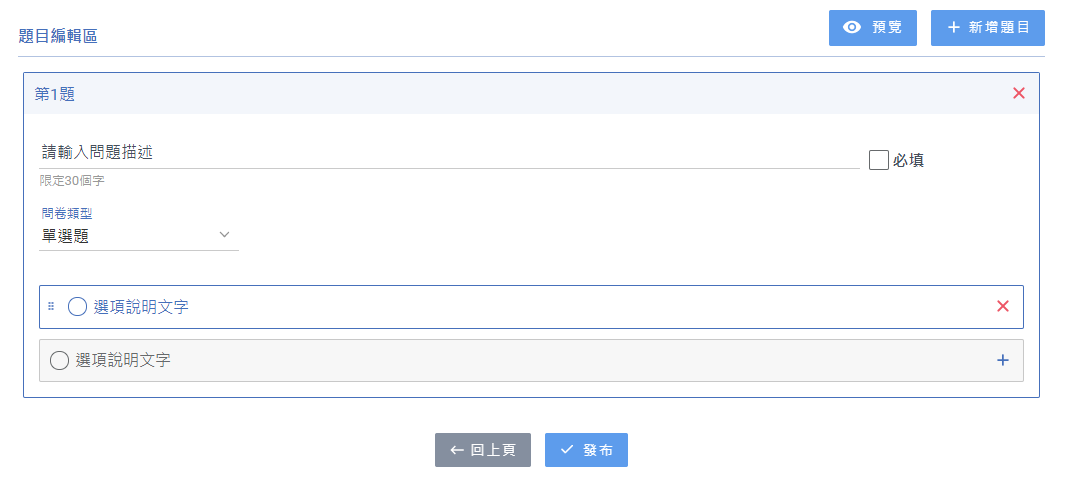 題目編輯區
預覽
新增題目
第1題
請輸入問題描述
必填
限定30個字
問卷類型
單選題
選項說明文字
選項說明文字
回上頁
發布